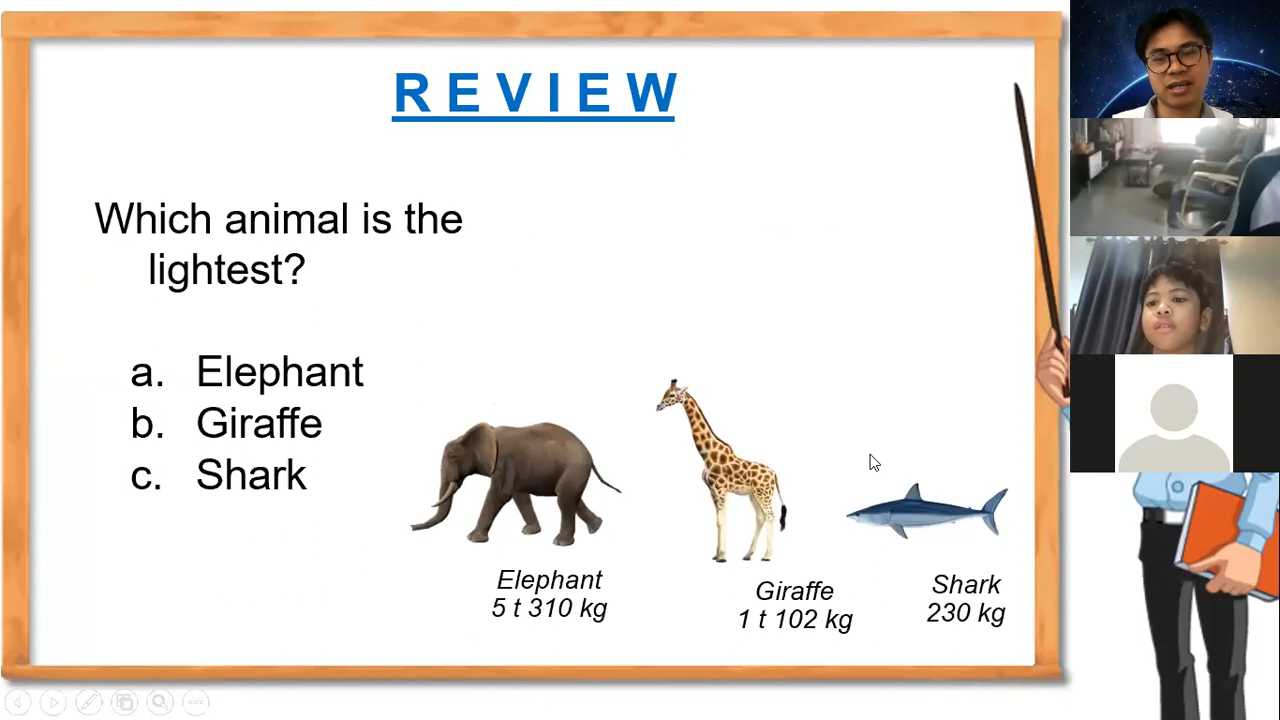 R E V I E W
Which animal is the
lightest?
a. Elephant
b. Giraffe
c. Shark
Elephant
5 t 310 kg
Giraffe
1 t 102 kg
Shark
230 kg